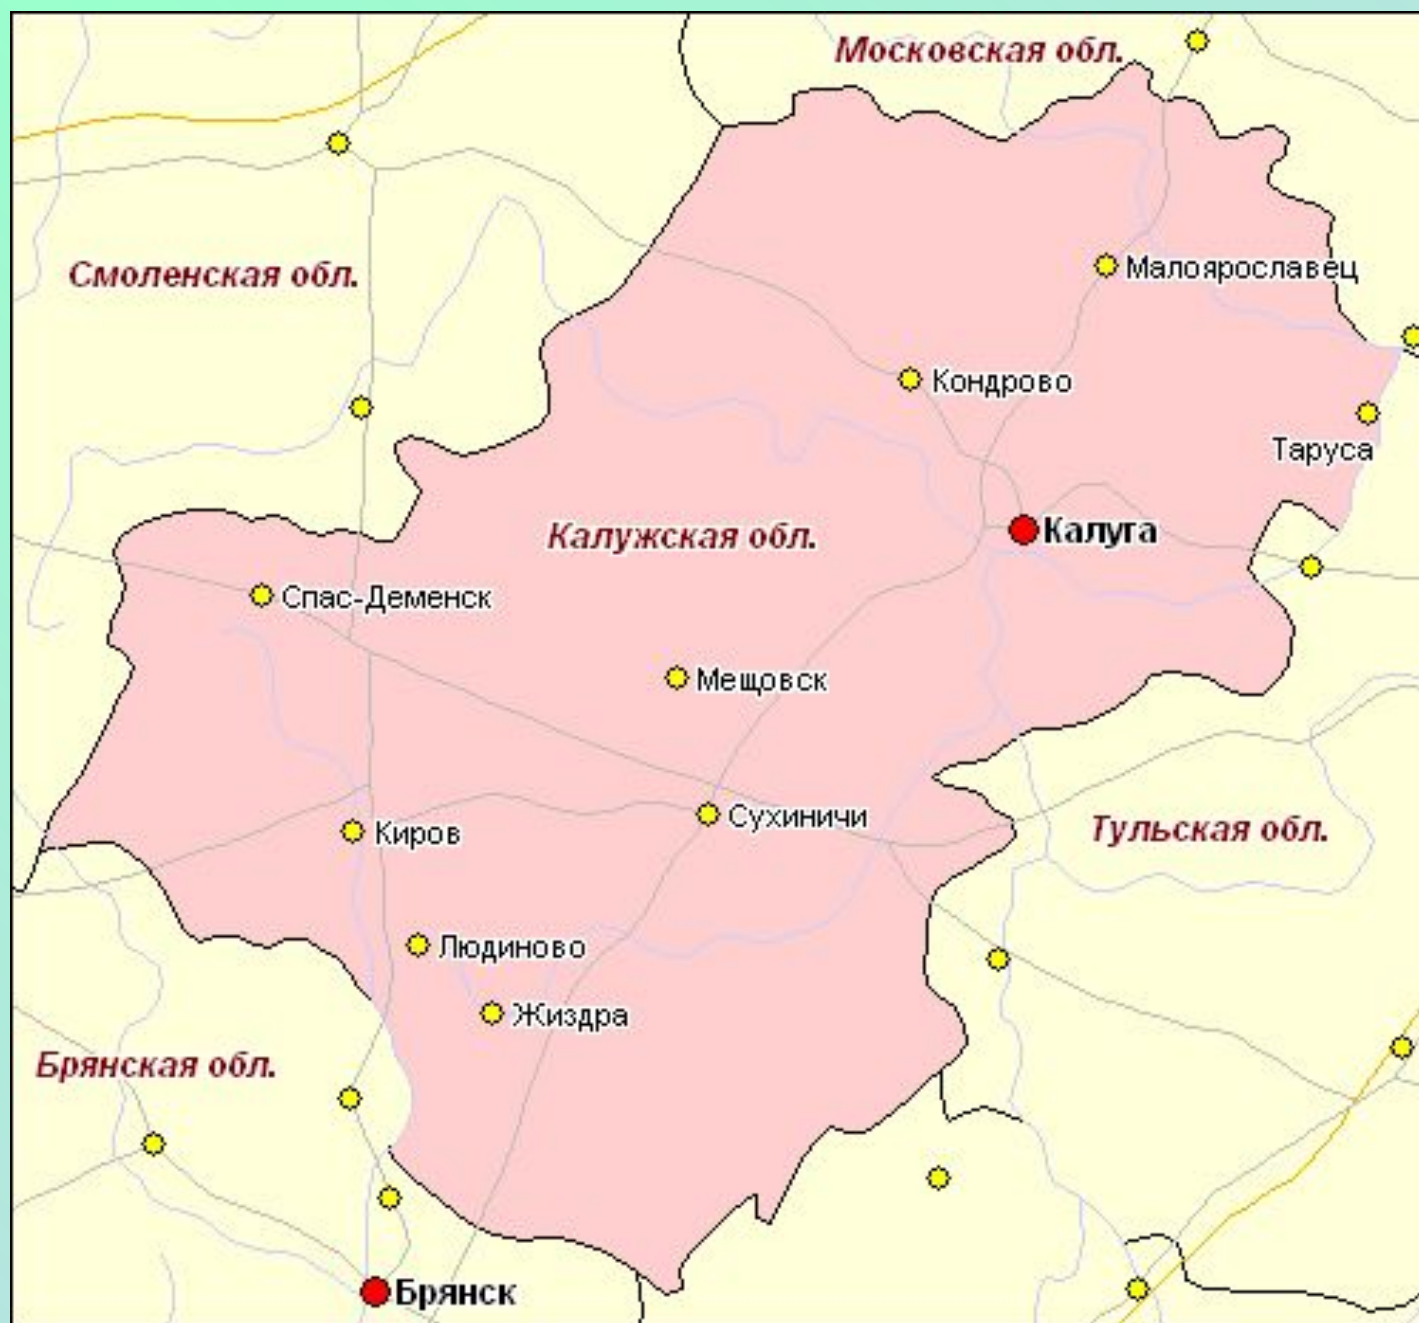 Московская обл.
Смоленская обл.
Малоярославец
Кондрово
Таруса
Калужская обл.
Калуга
Спас-Деменск
Мещовск
Сухиничи
Киров
Тульская обл.
Людиново
Жиздра
Брянская обл.
Брянск